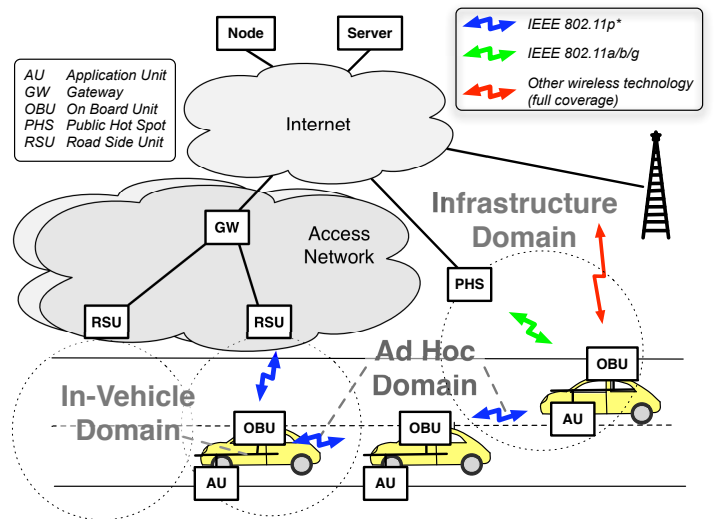 Node
Server
IEEE 802.11p*
IEEE 802.11a/b/g
Other wireless technology
(full coverage)
AU Application Unit
GW Gateway
OBU On Board Unit
PHS Public Hot Spot
RSU Road Side Unit
Internet
Infrastructure
Domain
GW
Access
Network
PHS
RSU
RSU
Ad Hoc
Domain
OBU
In-Vehicle
Domain
AU
OBU
OBU
AU
AU